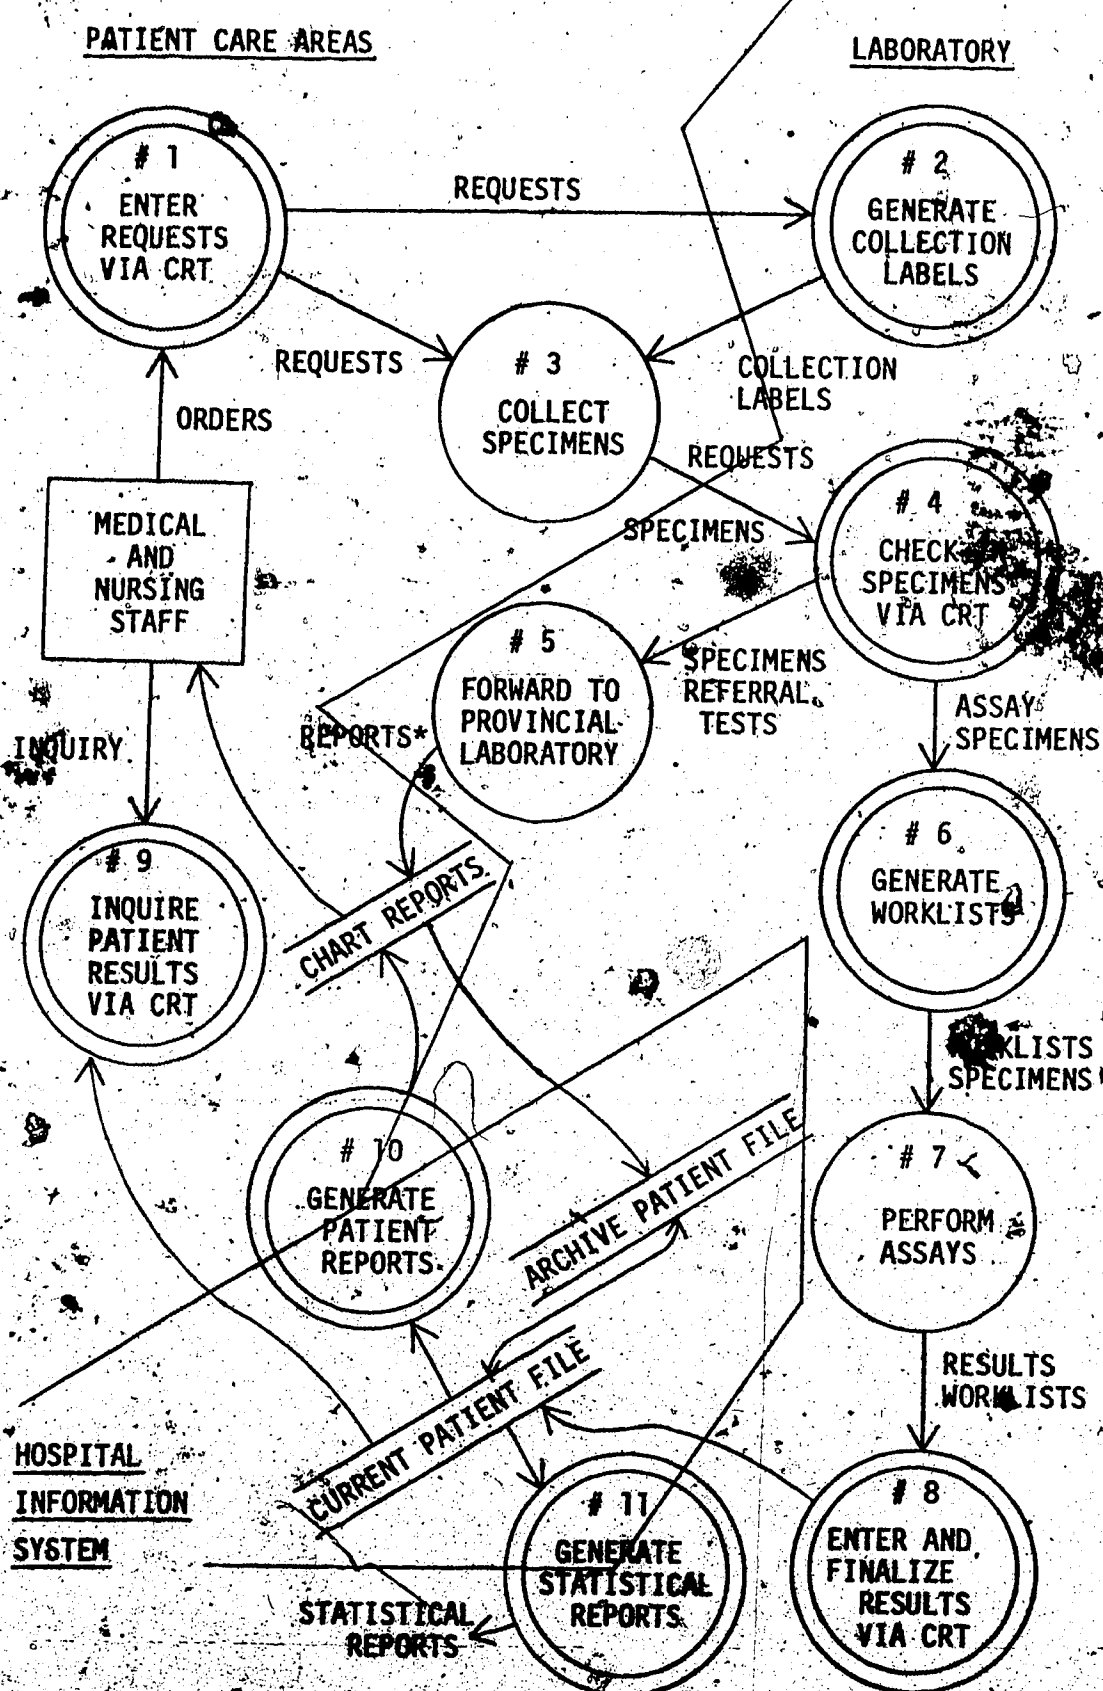 PATIENT CARE AREAS
LABORATORY
# 1
ENTER
REQUESTS
VIA CRT
REQUESTS
# 2
GENERATE
COLLECTION
LABELS
REQUESTS
# 3
COLLECT
SPECIMENS
COLLECTION
LABELS
ORDERS
REQUESTS
SPECIMENS
# 4
CHECK
SPECIMENS
VIA CRT
MEDICAL
AND
NURSING
STAFF
# 5
FORWARD TO
PROVINCIAL
LABORATORY
SPECIMENS
REFERRAL
TESTS
ASSAY
SPECIMENS
INQUIRY
REPORTS*
# 6
GENERATE
WORKLISTS
# 9
INQUIRE
PATIENT
RESULTS
VIA CRT
CHART REPORTS
SPECIMENS
# 10
GENERATE
PATIENT
REPORTS
ARCHIVE PATIENT FILE
# 7
PERFORM
ASSAYS
RESULTS
WORKLISTS
CURRENT PATIENT FILE
HOSPITAL
INFORMATION
SYSTEM
# 11
GENERATE
STATISTICAL
REPORTS
# 8
ENTER AND
FINALIZE
RESULTS
VIA CRT
STATISTICAL
REPORTS